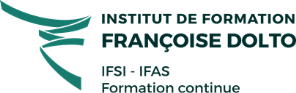 INSTITUT DE FORMATION
FRANÇOISE DOLTO
IFSI - IFAS
Formation continue